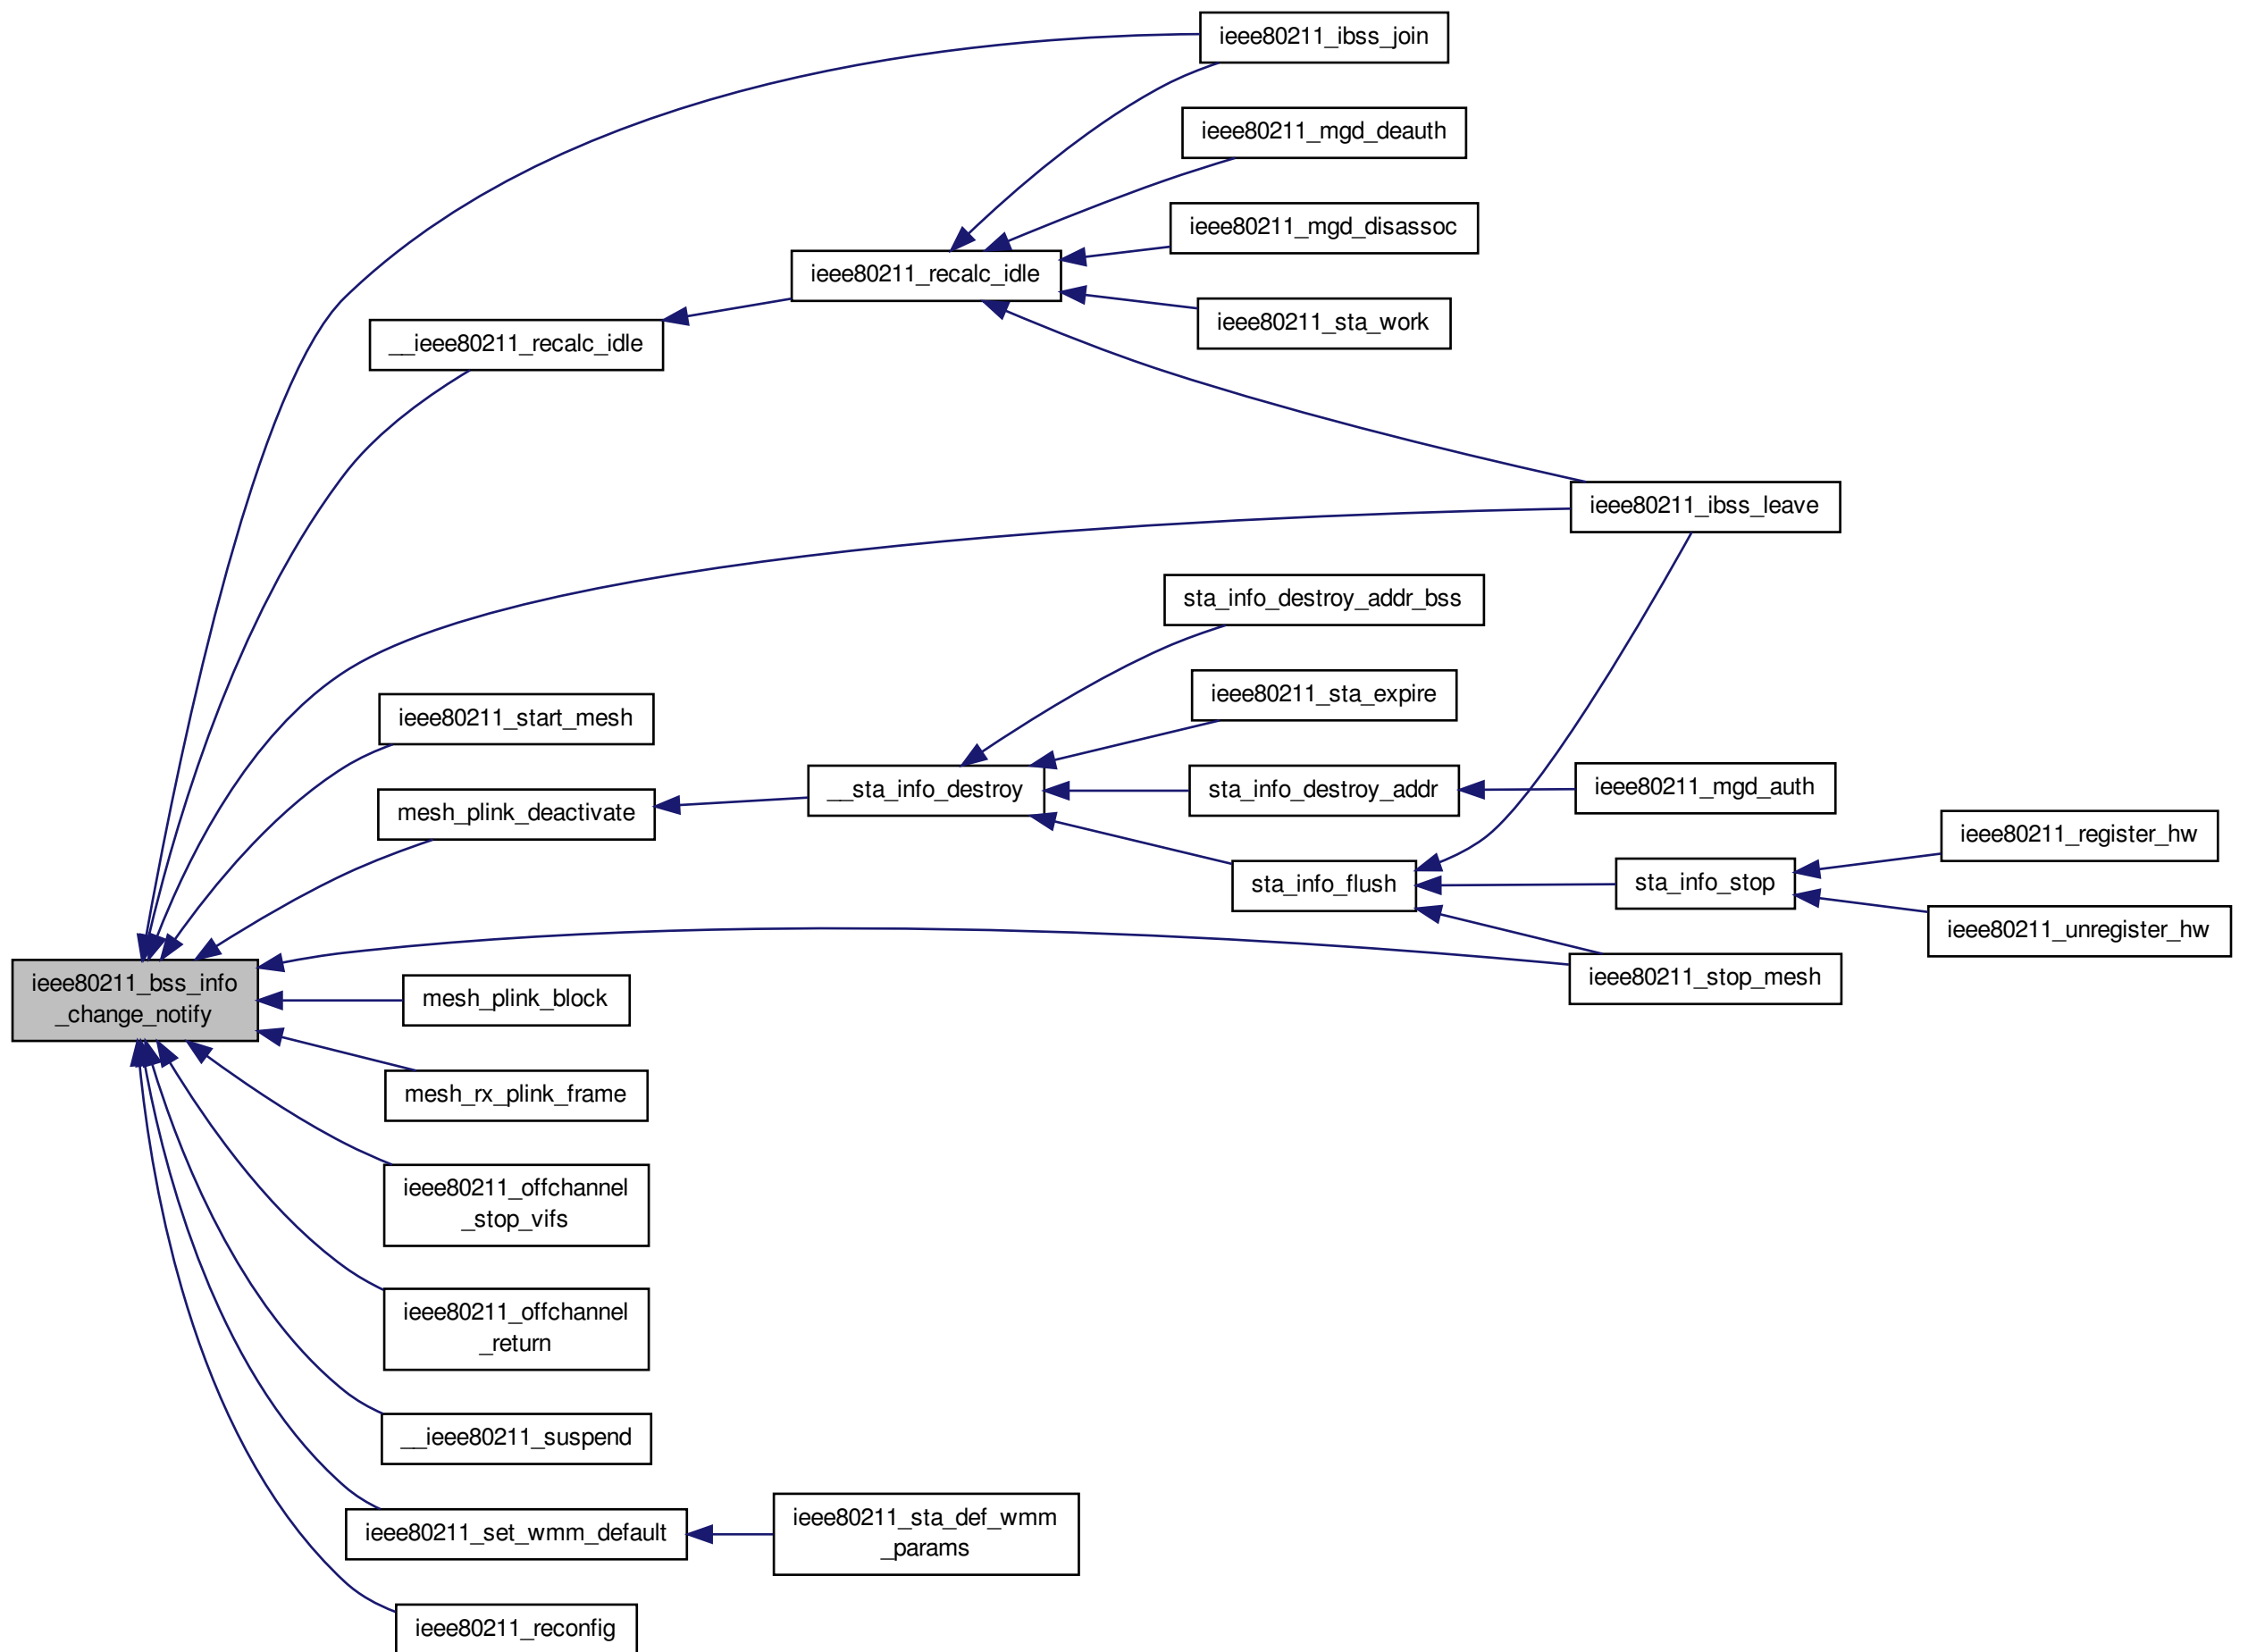 ieee80211_ibss_join
ieee80211_mgd_deauth
ieee80211_mgd_disassoc
ieee80211_recalc_idle
ieee80211_sta_work
__ieee80211_recalc_idle
ieee80211_ibss_leave
sta_info_destroy_addr_bss
ieee80211_sta_expire
ieee80211_start_mesh
__sta_info_destroy
sta_info_destroy_addr
ieee80211_mgd_auth
mesh_plink_deactivate
ieee80211_register_hw
sta_info_flush
sta_info_stop
ieee80211_unregister_hw
ieee80211_stop_mesh
ieee80211_bss_info
_change_notify
mesh_plink_block
mesh_rx_plink_frame
ieee80211_offchannel
_stop_vifs
ieee80211_offchannel
_return
__ieee80211_suspend
ieee80211_set_wmm_default
ieee80211_sta_def_wmm
_params
ieee80211_reconfig